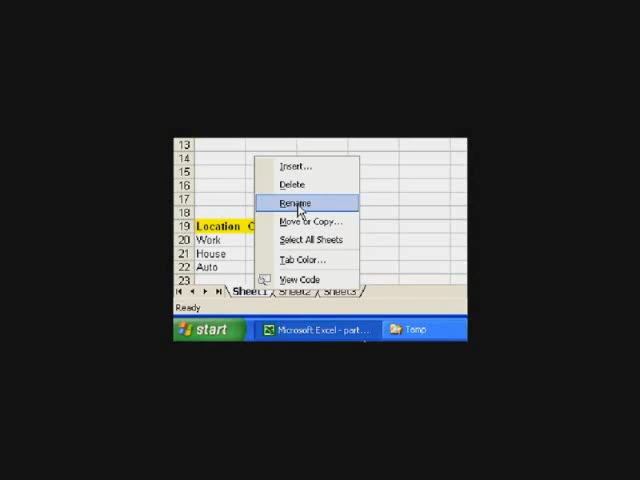 13
14
Insert...
15
Delete
16
17
Rename
18
Move or Copy...
19 Location
20 Work
Select All Sheets
21 House
22 Auto
Tab Color...
23
View Code
Sheet1 Sheet2 Sheet3
Ready
start
Microsoft Excel - part...
Temp